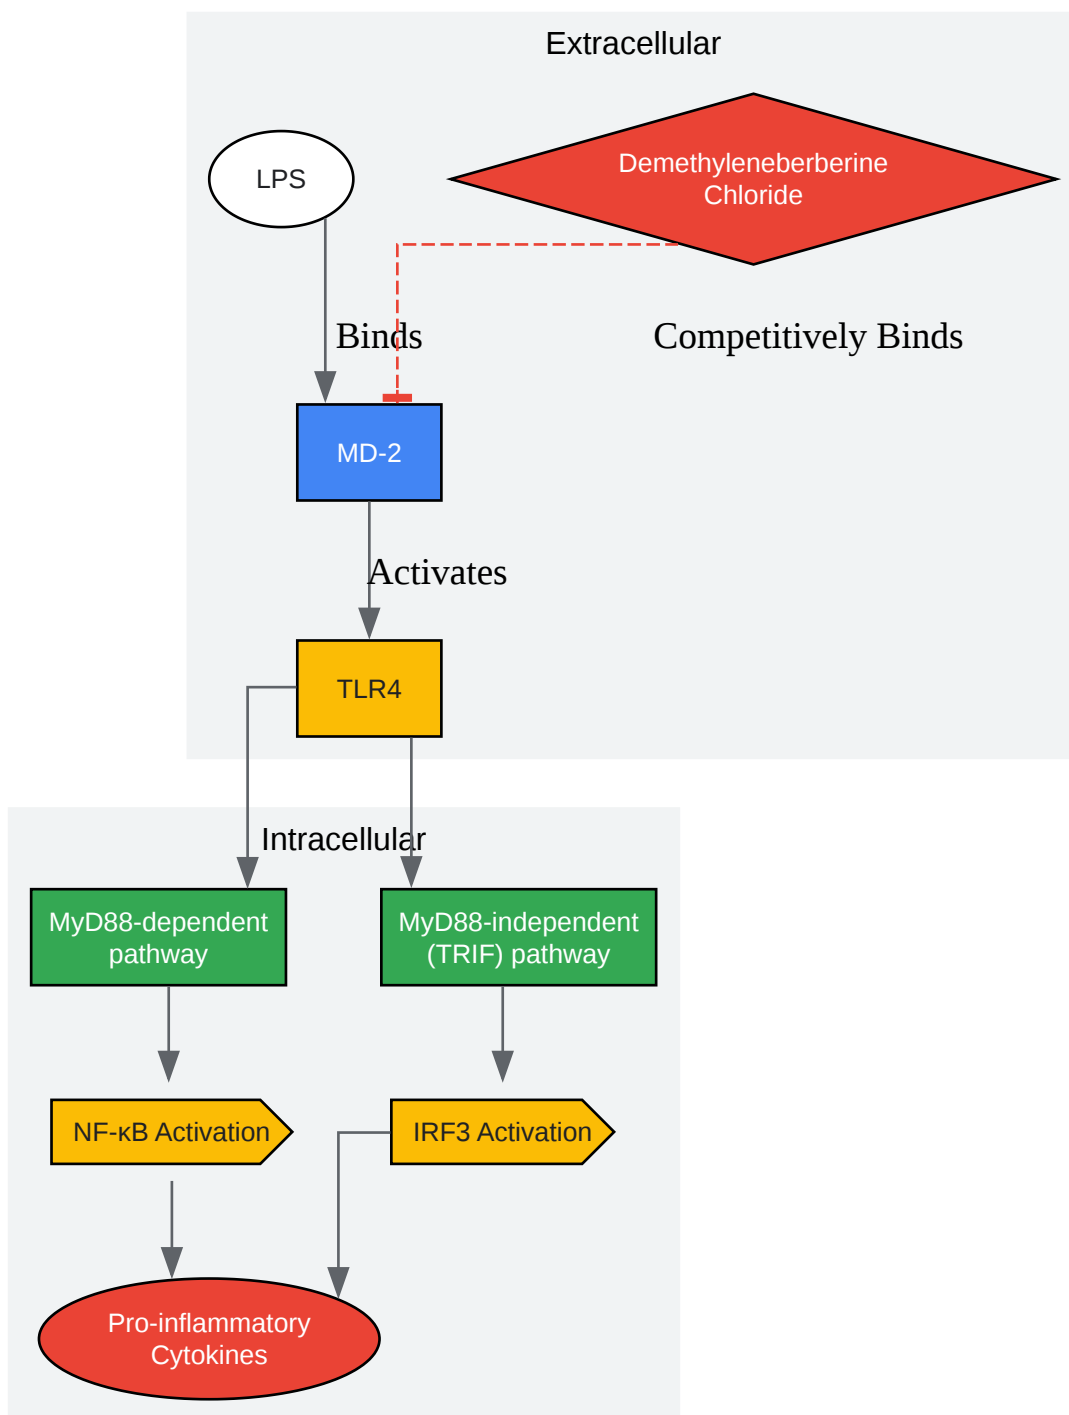 Extracellular
LPS
Demethyleneberberine
Chloride
Binds
Competitively Binds
MD-2
Activates
TLR4
Intracellular
MyD88-dependent
pathway
MyD88-independent
(TRIF) pathway
NF-κB Activation
IRF3 Activation
Pro-inflammatory
Cytokines